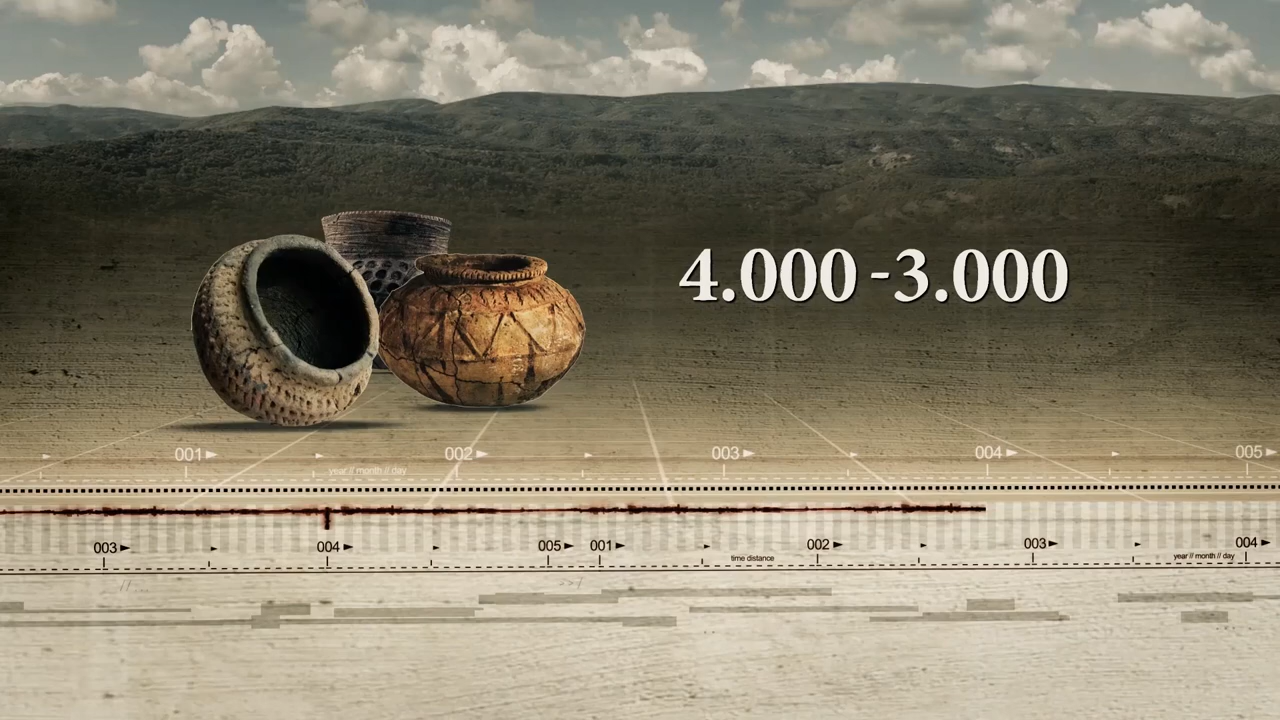 4.000-3.000
001 002 003 004 005
year // month // day
003 004 005 001 002 003 004
time distance year // month // day